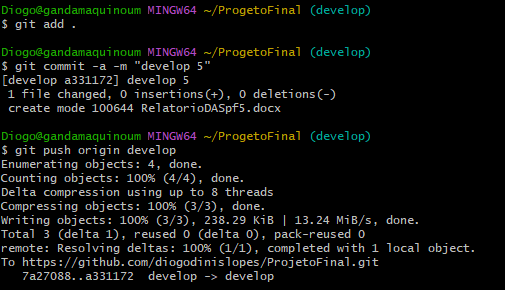 Diogo@gandamaquinoum MINGW64 ~/ProgetoFinal (develop)
$ git add .
Diogo@gandamaquinoum MINGW64 ~/ProgetoFinal (develop)
$ git commit -a -m "develop 5"
[develop a331172] develop 5
 1 file changed, 0 insertions(+), 0 deletions(-)
 create mode 100644 RelatorioDASpf5.docx
Diogo@gandamaquinoum MINGW64 ~/ProgetoFinal (develop)
$ git push origin develop
Enumerating objects: 4, done.
Counting objects: 100% (4/4), done.
Delta compression using up to 8 threads
Compressing objects: 100% (3/3), done.
Writing objects: 100% (3/3), 238.29 KiB | 13.24 MiB/s, done.
Total 3 (delta 1), reused 0 (delta 0), pack-reused 0
remote: Resolving deltas: 100% (1/1), completed with 1 local object.
To https://github.com/diogodinislopes/ProjetoFinal.git
   7a27088..a331172  develop -> develop